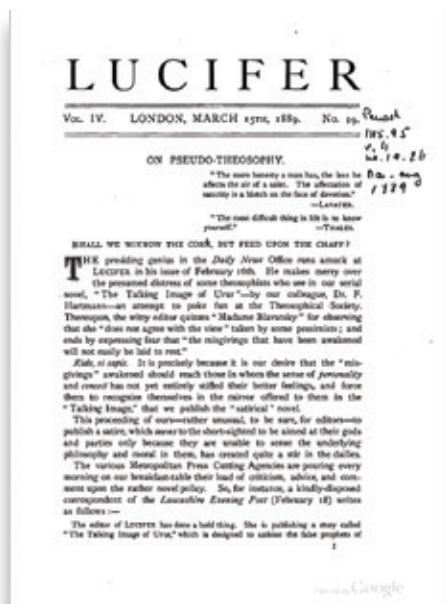 LUCIFER
VOL. IV. LONDON, MARCH 15TH, 1889. No. 19.
ON PSEUDO-THEOSOPHY.
"The more honesty a man has, the less he
affects the air of a saint. The affectation of
sanctity is a blotch on the face of devotion."
—LAVATER.
"The most difficult thing in life is to know
yourself."
—THALES.
SHALL WE WINNOW THE CORN, BUT FEED UPON THE CHAFF?
THE presiding genius in the Daily News Office runs amuck at
LUCIFER in his issue of February 16th. He makes merry over
the presumed distress of some theosophists who see in our serial
novel, "The Talking Image of Urur"—by our colleague, Dr. F.
Hartmann—an attempt to poke fun at the Theosophical Society.
Thereupon, the witty editor quizzes "Madame Blavatsky" for observing
that she "does not agree with the view" taken by some pessimists; and
ends by expressing fear that "the misgivings that have been awakened
will not easily be laid to rest."
Ride, si sapis. It is precisely because it is our desire that the "mis-
givings" awakened should reach those in whom the sense of personality
and conceit has not yet entirely stifled their better feelings, and force
them to recognize themselves in the mirror offered to them in the
"Talking Image," that we publish the "satirical" novel.
This proceeding of ours—rather unusual, to be sure, for editors—to
publish a satire, which seems to the short-sighted to be aimed at their gods
and parties only because they are unable to sense the underlying
philosophy and moral in them, has created quite a stir in the dailies.
The various Metropolitan Press Cutting Agencies are pouring every
morning on our breakfast-table their load of criticism, advice, and com-
ment upon the rather novel policy. So, for instance, a kindly-disposed
correspondent of the Lancashire Evening Post (February 18) writes
as follows:—
The editor of LUCIFER has done a bold thing. She is publishing a story called
"The Talking Image of Urur," which is designed to satirise the false prophets of
1
Google
v. 4
1889